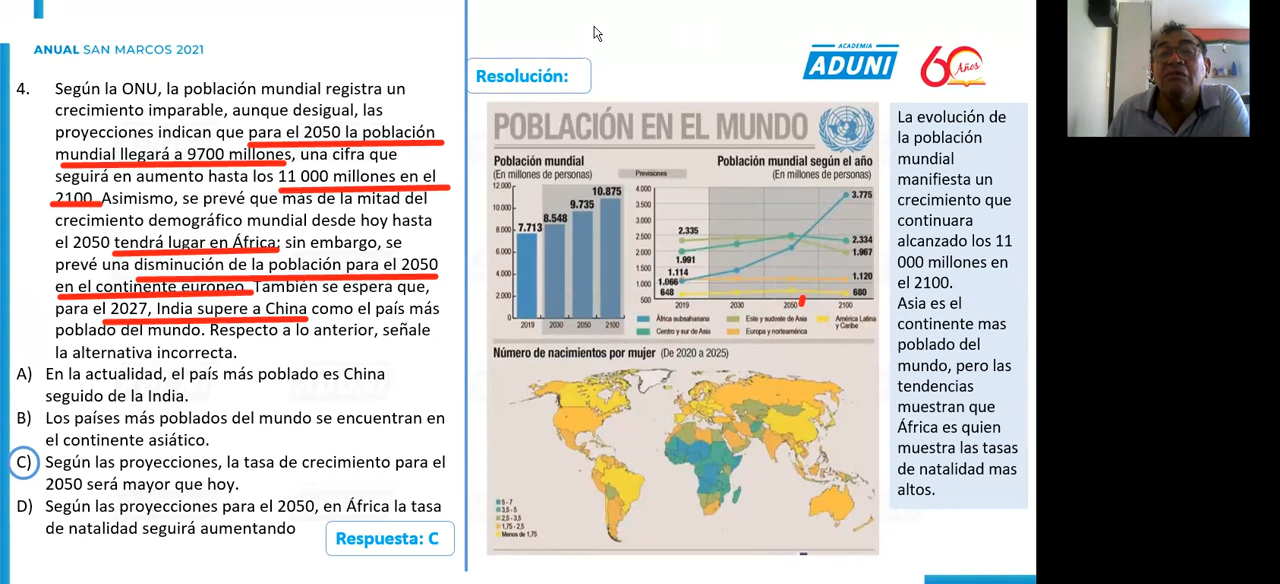 ANUAL SAN MARCOS 2021
4. Según la ONU, la población mundial registra un
crecimiento imparable, aunque desigual, las
proyecciones indican que para el 2050 la población
mundial llegará a 9700 millones, una cifra que
seguirá en aumento hasta los 11 000 millones en el
2100. Asimismo, se prevé que más de la mitad del
crecimiento demográfico mundial desde hoy hasta
el 2050 tendrá lugar en África; sin embargo, se
prevé una disminución de la población para el 2050
en el continente europeo. También se espera que,
para el 2027, India supere a China como el país más
poblado del mundo. Respecto a lo anterior, señale
la alternativa incorrecta.
A) En la actualidad, el país más poblado es China
seguido de la India.
B) Los países más poblados del mundo se encuentran en
el continente asiático.
C) Según las proyecciones, la tasa de crecimiento para el
2050 será mayor que hoy.
D) Según las proyecciones para el 2050, en África la tasa
de natalidad seguirá aumentando
Respuesta: C
Resolución:
ACADEMIA
ADUNI
60 Años
POBLACIÓN EN EL MUNDO
Población mundial
(En millones de personas)
12.000
10.000
8.000
6.000
4.000
2.000
0
7.713
8.548
9.735
10.875
2019 2030 2050 2100
Previsiones
Población mundial según el año
(En millones de personas)
4.000
3.500
3.000
2.500
2.000
1.500
1.000
500
2.335
1.991
1.114
1.066
648
3.775
2.334
1.967
1.120
680
2019 2030 2050 2100
África subsahariana
Centro y sur de Asia
Este y sudeste de Asia
Europa y norteamérica
América Latina
y Caribe
Número de nacimientos por mujer (De 2020 a 2025)
5 - 7
3,5 - 5
2,5 - 3,5
1,75 - 2,5
Menos de 1,75
La evolución de
la población
mundial
manifiesta un
crecimiento que
continuara
alcanzado los 11
000 millones en
el 2100.
Asia es el
continente mas
poblado del
mundo, pero las
tendencias
muestran que
África es quien
muestra las tasas
de natalidad mas
altos.